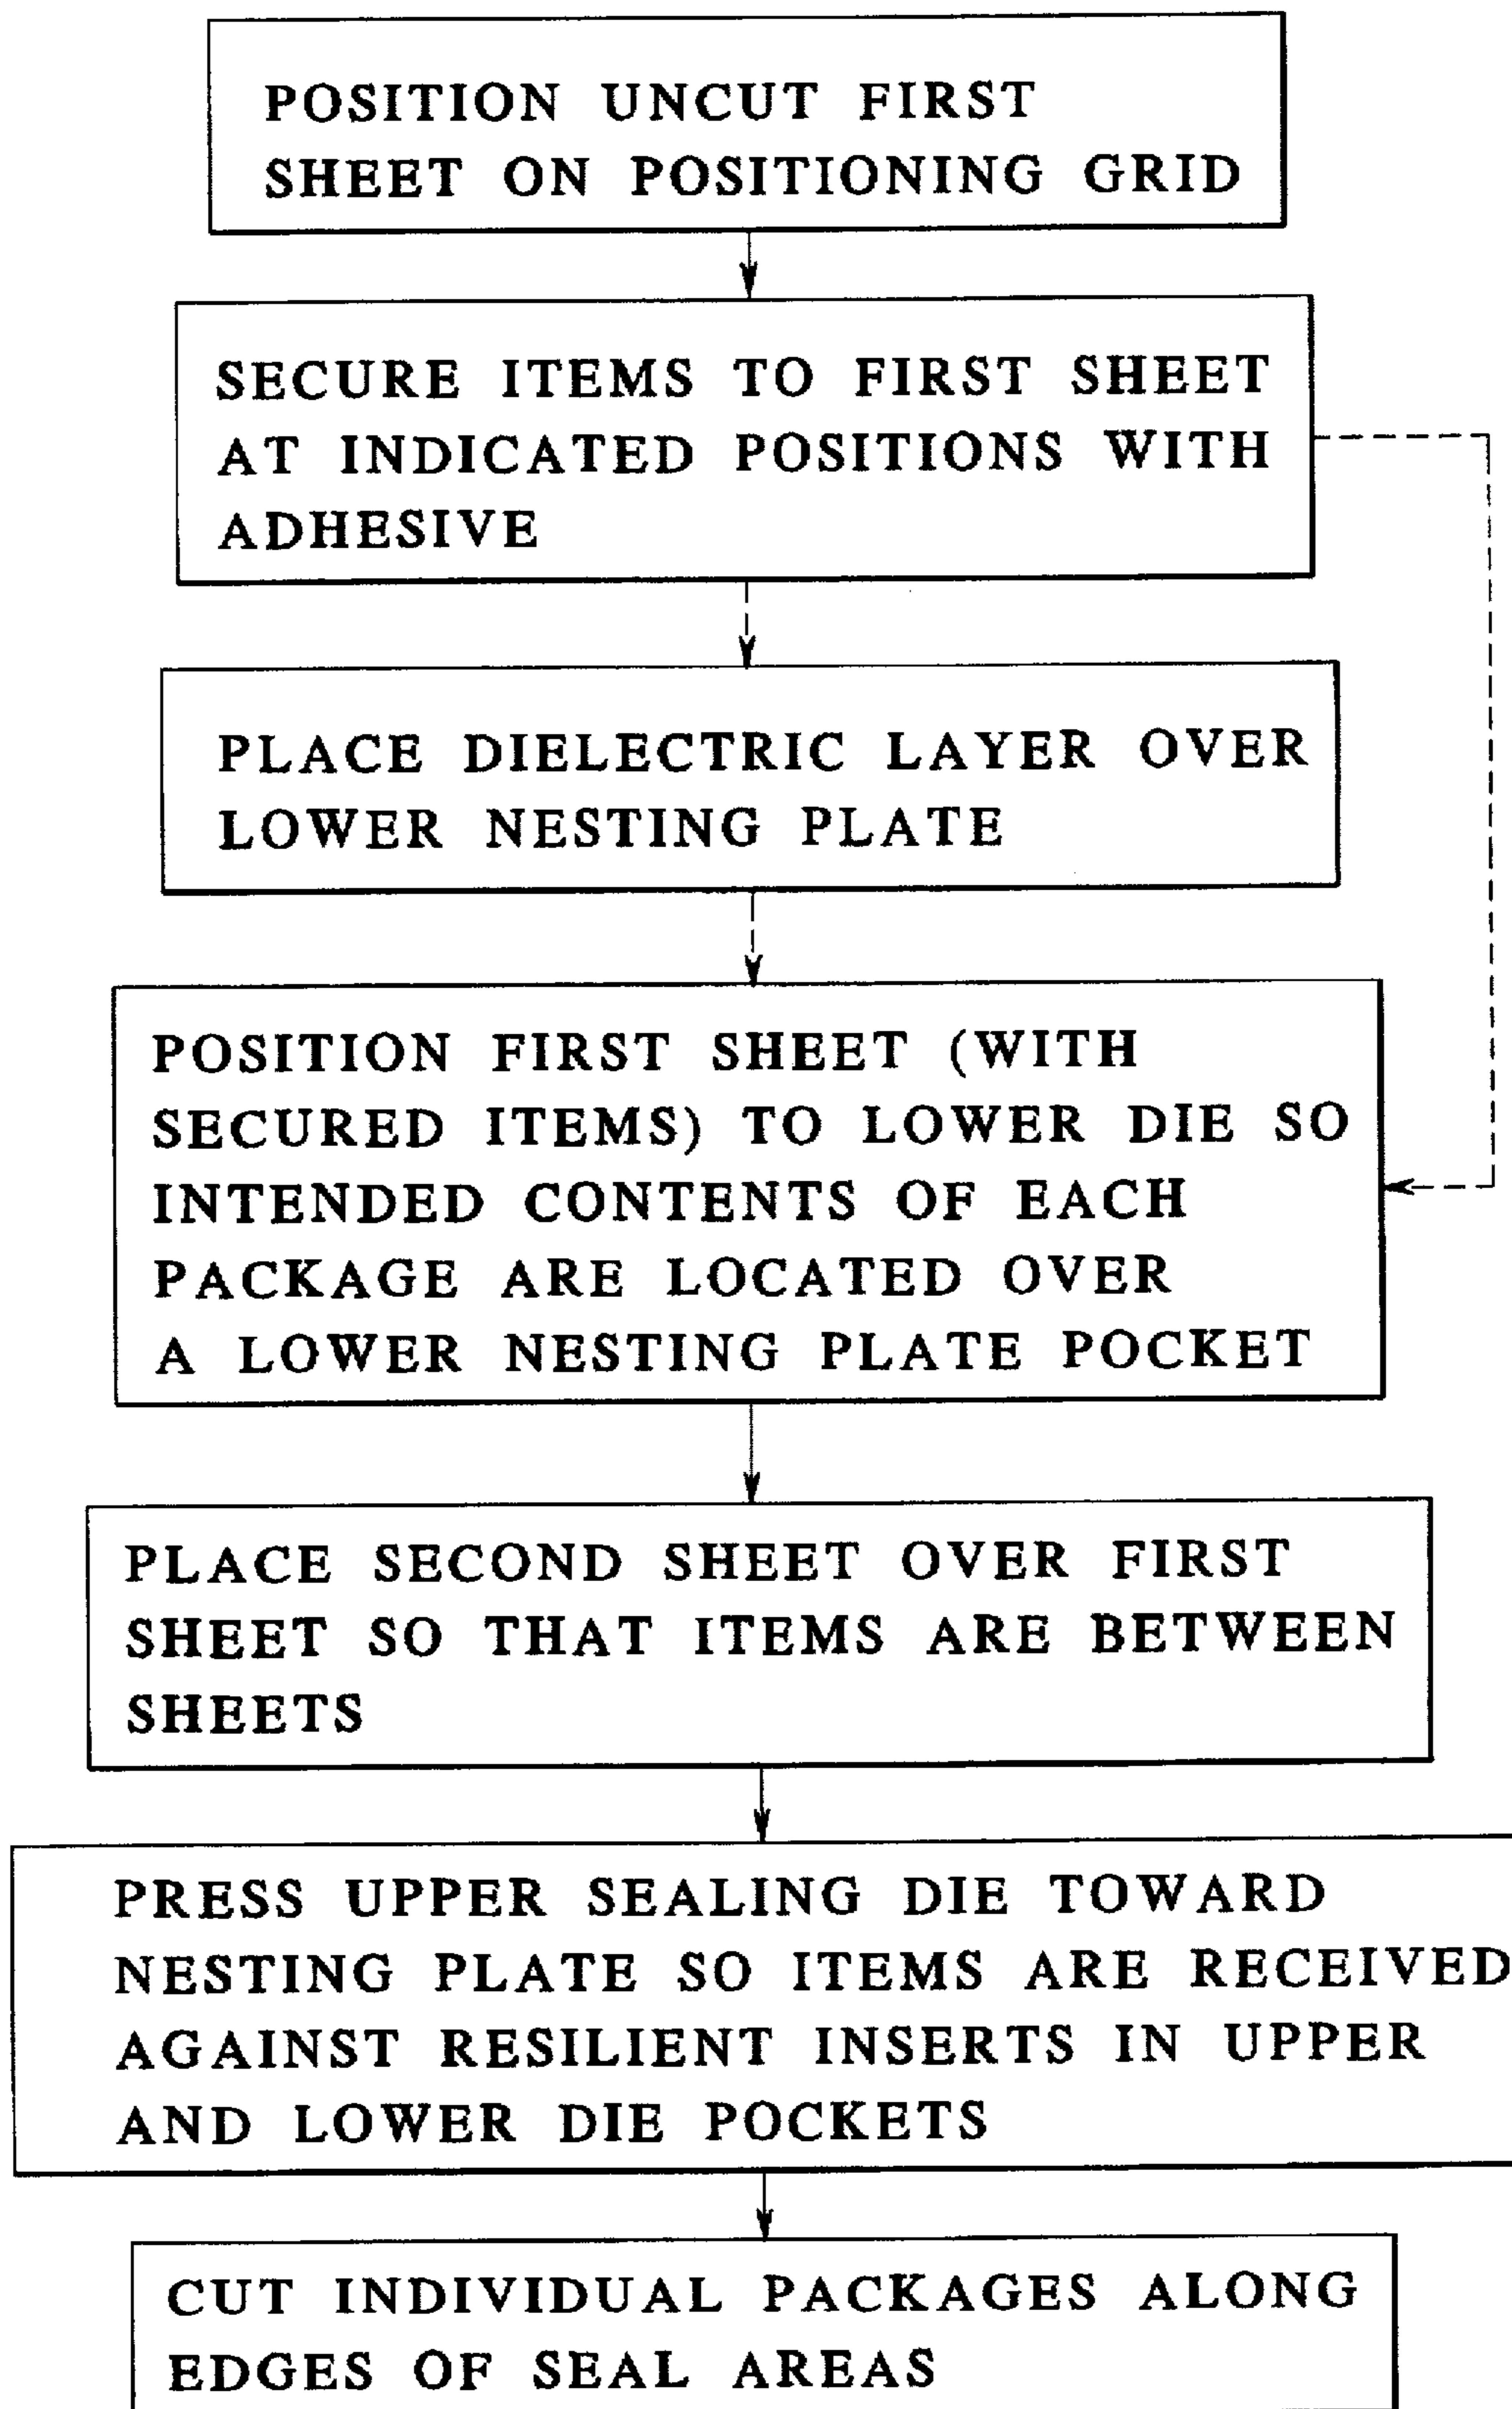 POSITION UNCUT FIRST
SHEET ON POSITIONING GRID
SECURE ITEMS TO FIRST SHEET
AT INDICATED POSITIONS WITH
ADHESIVE
PLACE DIELECTRIC LAYER OVER
LOWER NESTING PLATE
POSITION FIRST SHEET (WITH
SECURED ITEMS) TO LOWER DIE SO
INTENDED CONTENTS OF EACH
PACKAGE ARE LOCATED OVER
A LOWER NESTING PLATE POCKET
PLACE SECOND SHEET OVER FIRST
SHEET SO THAT ITEMS ARE BETWEEN
SHEETS
PRESS UPPER SEALING DIE TOWARD
NESTING PLATE SO ITEMS ARE RECEIVED
AGAINST RESILIENT INSERTS IN UPPER
AND LOWER DIE POCKETS
CUT INDIVIDUAL PACKAGES ALONG
EDGES OF SEAL AREAS